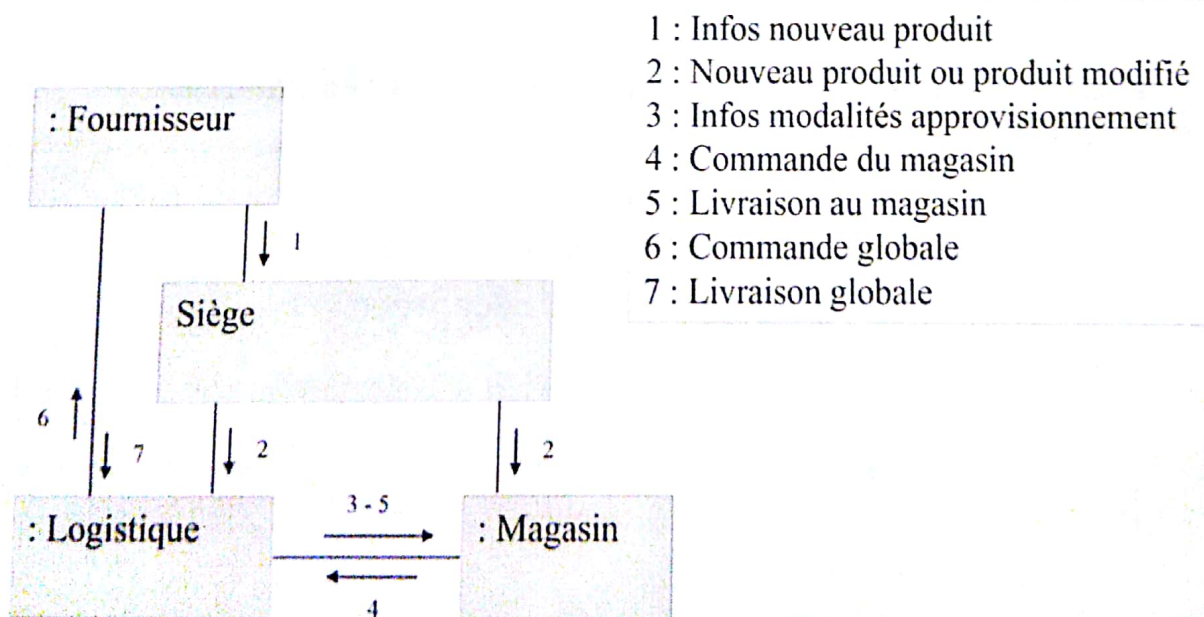 1 : Infos nouveau produit
2 : Nouveau produit ou produit modifié
3 : Infos modalités approvisionnement
4 : Commande du magasin
5 : Livraison au magasin
6 : Commande globale
7 : Livraison globale
: Fournisseur
1
Siège
6
7
2
2
: Logistique
3 - 5
: Magasin
4